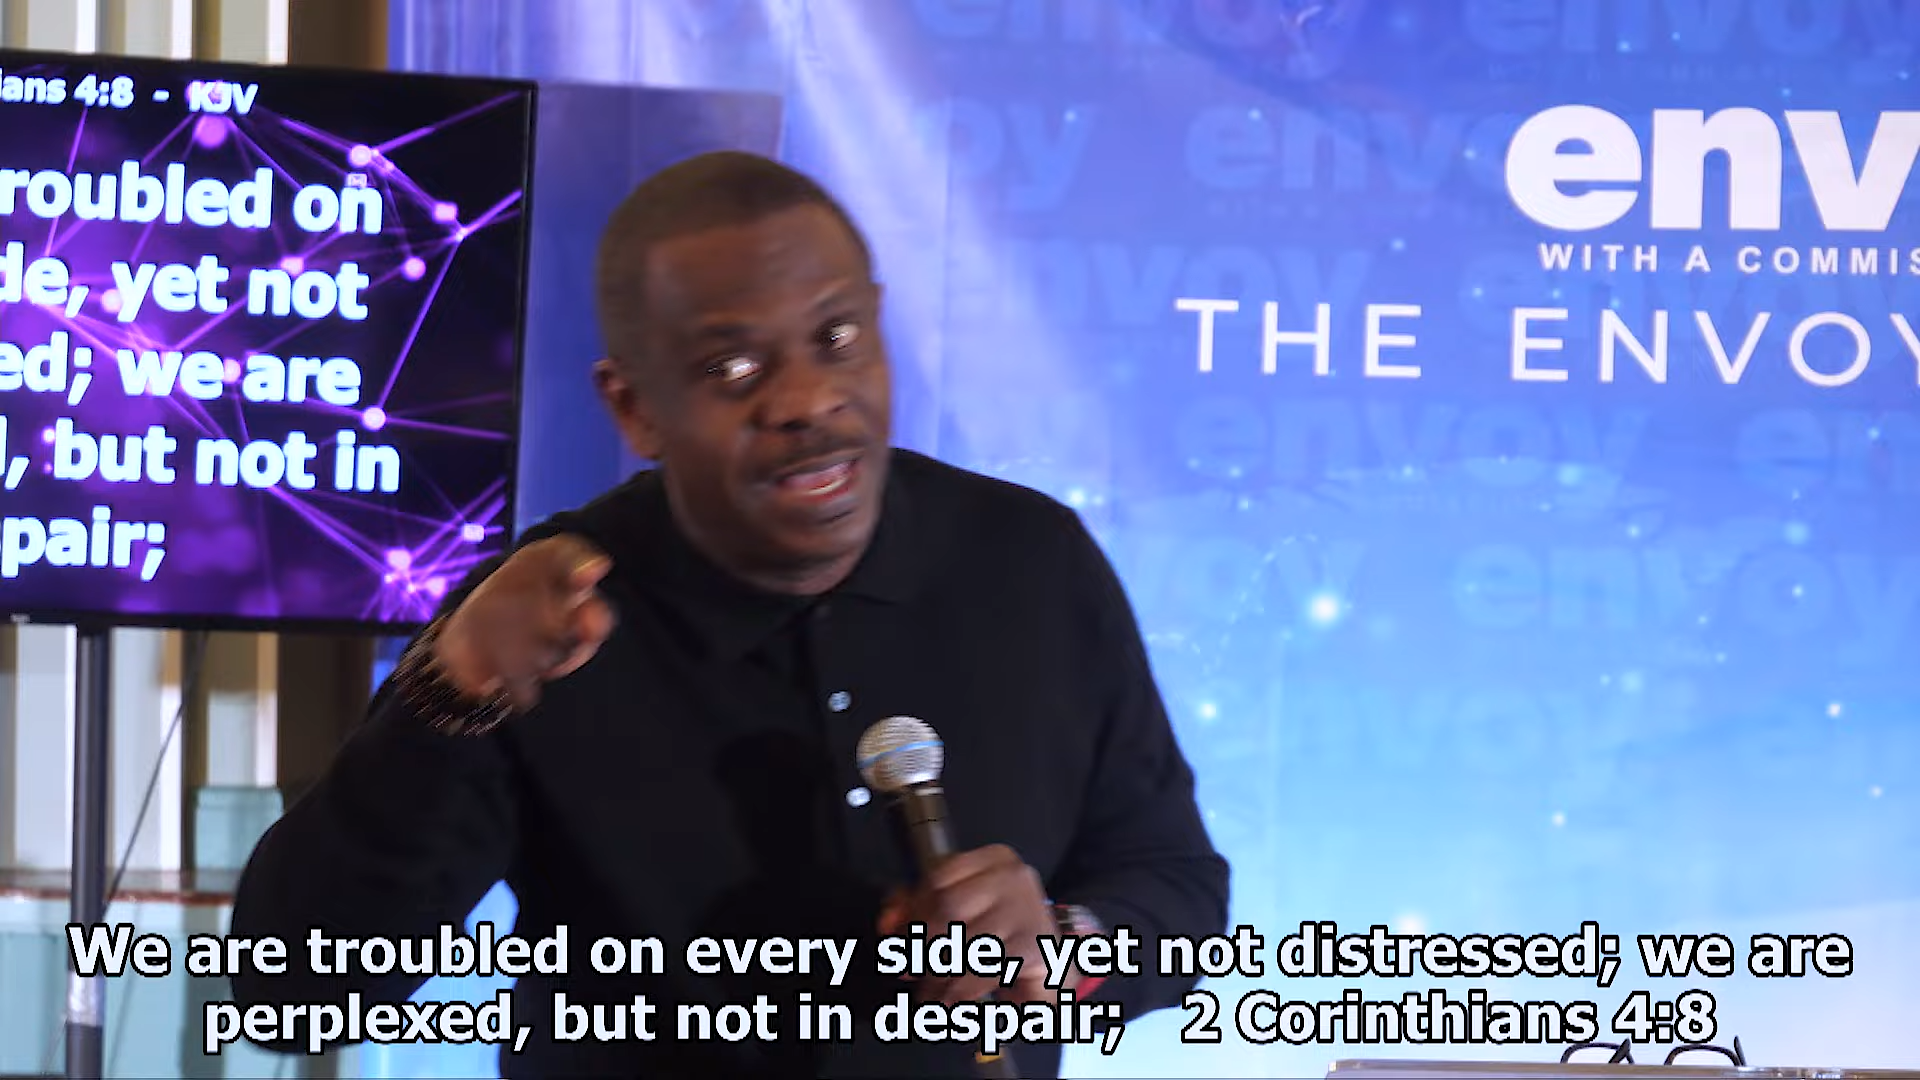 ians 4:8 - KJV
roubled on
de, yet not
ed; we are
, but not in
spair;
env
WITH A COMMIS
THE ENVOY
We are troubled on every side, yet not distressed; we are
perplexed, but not in despair; 2 Corinthians 4:8